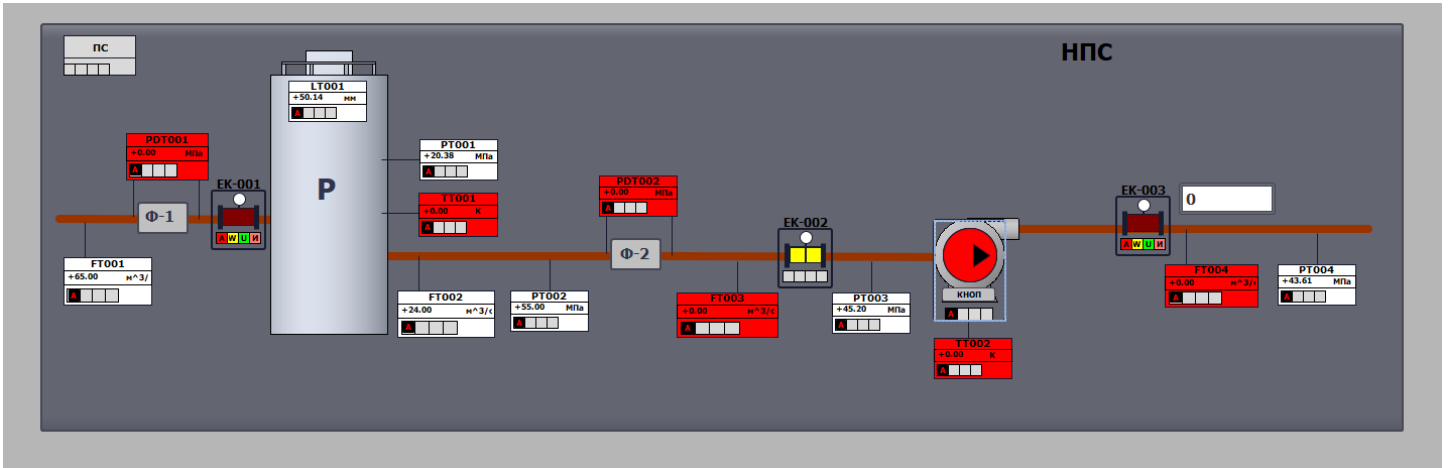 ПС
НПС
LT001
+50.14 мм
A
PDT001
+0.00 МПа
A
PT001
+20.38 МПа
A
EK-001
A W U И
Ф-1
P
TT001
+0.00 К
A
FT001
+65.00 м^3/
A
PDT002
+0.00 МПа
A
Ф-2
EK-002
FT002
+24.00 м^3/с
A
PT002
+55.00 МПа
A
FT003
+0.00 м^3/с
A
PT003
+45.20 МПа
A
КНОП
A
TT002
+0.00 К
A
EK-003
A W U И
0
FT004
+0.00 м^3/с
A
PT004
+43.61 МПа
A